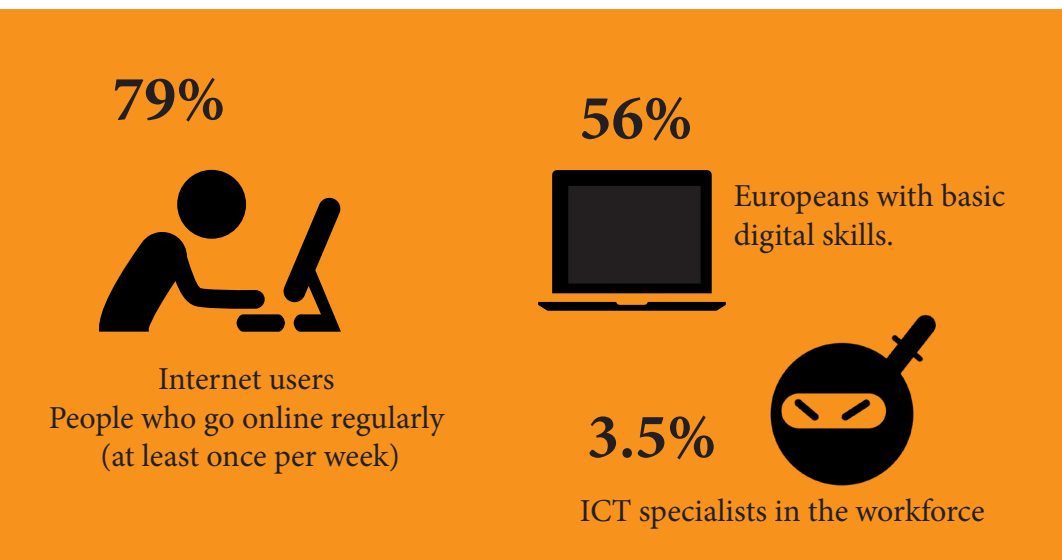 79%
Internet users
People who go online regularly
(at least once per week)
56%
Europeans with basic
digital skills.
3.5%
ICT specialists in the workforce